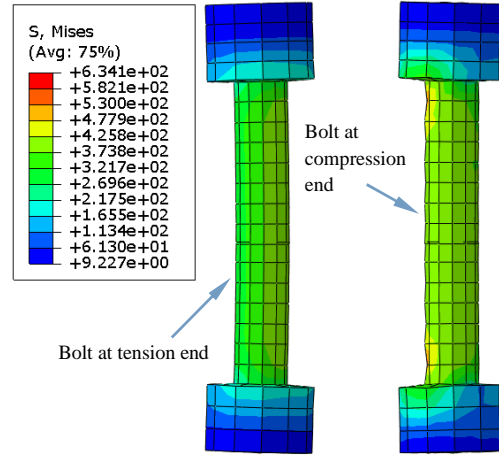 S, Mises
(Avg: 75%)
+6.341e+02
+5.821e+02
+5.300e+02
+4.779e+02
+4.258e+02
+3.738e+02
+3.217e+02
+2.696e+02
+2.175e+02
+1.655e+02
+1.134e+02
+6.130e+01
+9.227e+00
Bolt at
compression
end
Bolt at tension end